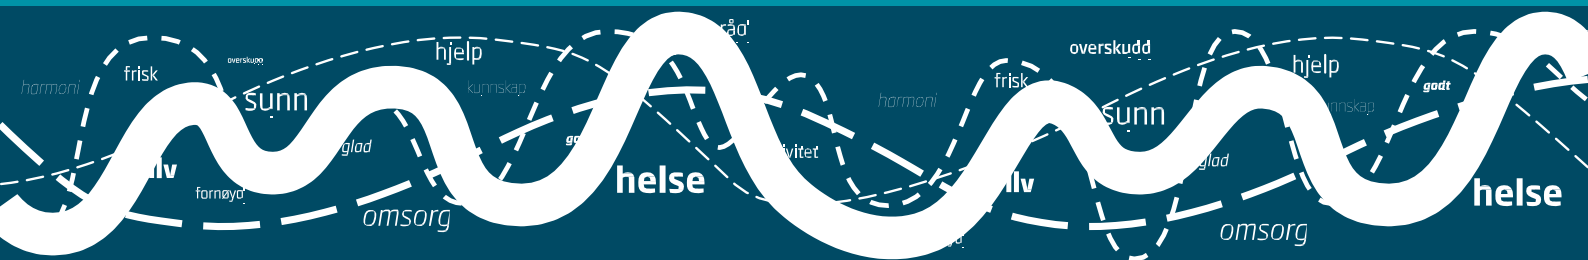 harmoni
frisk
overskudd
sunn
hjelp
kunnskap
glad
fornøyd
omsorg
helse
råd
harmoni
frisk
overskudd
hjelp
sunn
godt
glad
omsorg
helse